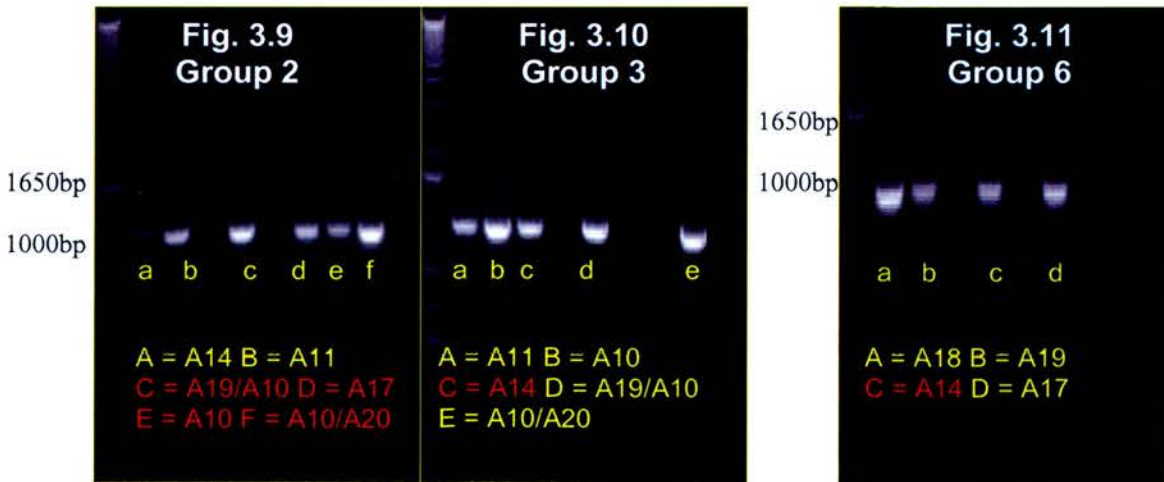 Fig. 3.9
Group 2
1650bp
1000bp
a b c d e f
A = A14 B = A11
C = A19/A10 D = A17
E = A10 F = A10/A20
Fig. 3.10
Group 3
a b c d e
A = A11 B = A10
C = A14 D = A19/A10
E = A10/A20
Fig. 3.11
Group 6
1650bp
1000bp
a b c d
A = A18 B = A19
C = A14 D = A17